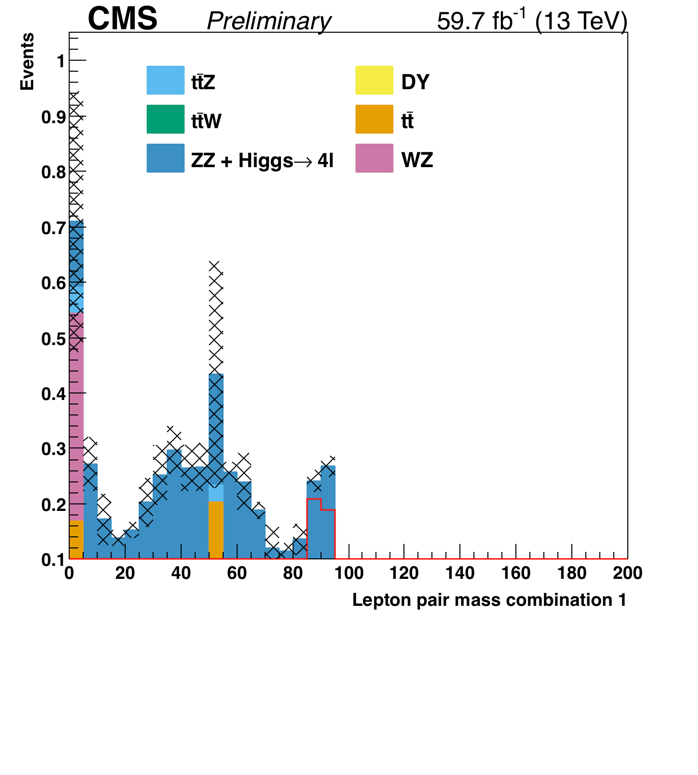 CMS Preliminary 59.7 fb⁻¹ (13 TeV)
Events
1
0.9
0.8
0.7
0.6
0.5
0.4
0.3
0.2
0.1
tt̄Z DY
tt̄W tt̄
ZZ + Higgs→ 4l WZ
0 20 40 60 80 100 120 140 160 180 200
Lepton pair mass combination 1